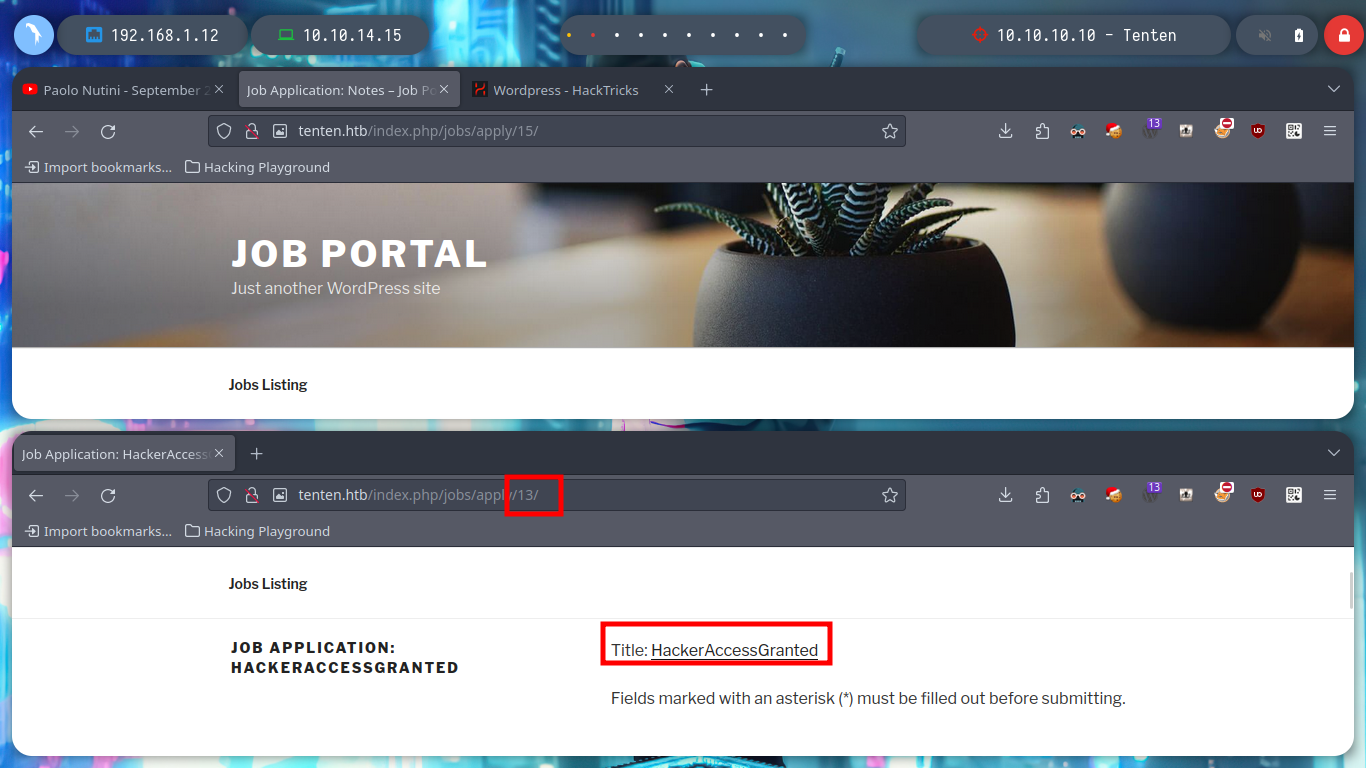 192.168.1.12
10.10.14.15
10.10.10.10 - Tenten
Paolo Nutini - September 2
Job Application: Notes – Job Po
Wordpress - HackTricks
tenten.htb/index.php/jobs/apply/15/
13
Import bookmarks...
Hacking Playground
JOB PORTAL
Just another WordPress site
Jobs Listing
Job Application: HackerAccess
tenten.htb/index.php/jobs/apply/13/
13
Import bookmarks...
Hacking Playground
Jobs Listing
JOB APPLICATION:
HACKERACCESSGRANTED
Title: HackerAccessGranted
Fields marked with an asterisk (*) must be filled out before submitting.